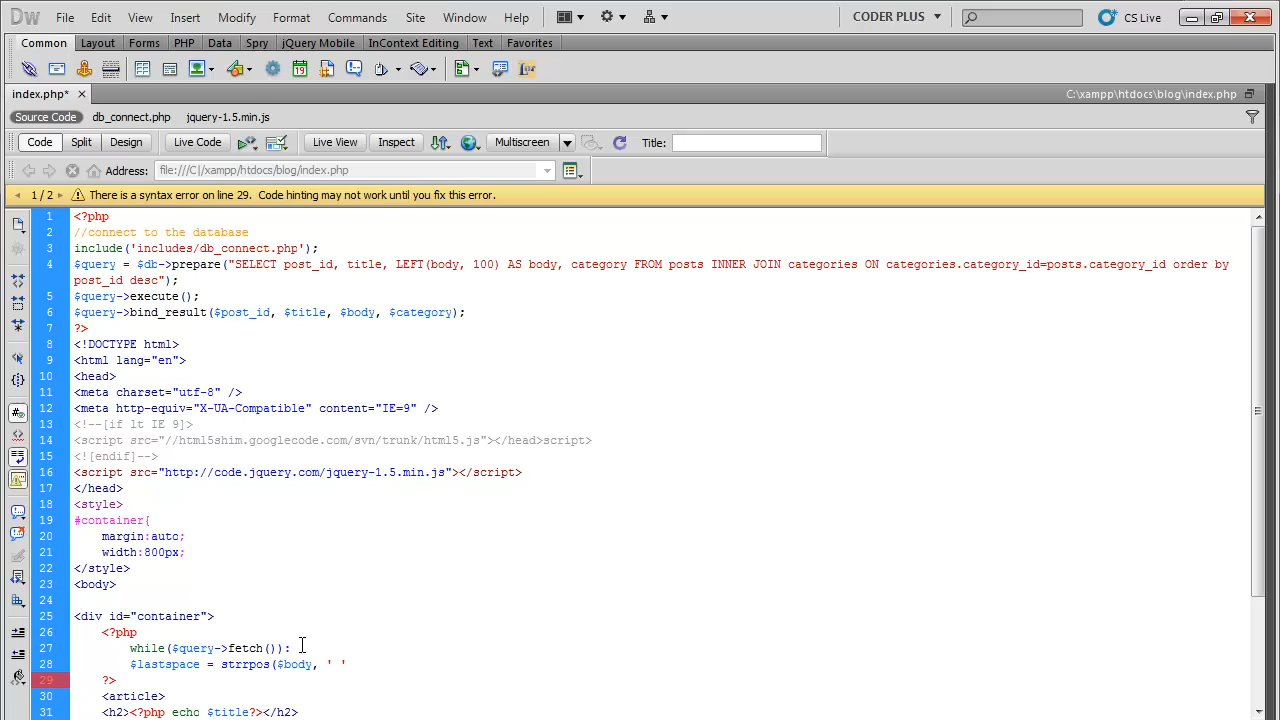 Dw File Edit View Insert Modify Format Commands Site Window Help CODER PLUS CS Live
Common Layout Forms PHP Data Spry jQuery Mobile InContext Editing Text Favorites
index.php* C:\xampp\htdocs\blog\index.php
Source Code db_connect.php jquery-1.5.min.js
Code Split Design Live Code Live View Inspect Multiscreen Title:
Address: file:///C|/xampp/htdocs/blog/index.php
1 / 2 There is a syntax error on line 29. Code hinting may not work until you fix this error.
1 <?php
2 //connect to the database
3 include('includes/db_connect.php');
4 $query = $db->prepare("SELECT post_id, title, LEFT(body, 100) AS body, category FROM posts INNER JOIN categories ON categories.category_id=posts.category_id order by
post_id desc");
5 $query->execute();
6 $query->bind_result($post_id, $title, $body, $category);
7 ?>
8 <!DOCTYPE html>
9 <html lang="en">
10 <head>
11 <meta charset="utf-8" />
12 <meta http-equiv="X-UA-Compatible" content="IE=9" />
13 <!--[if lt IE 9]>
14 <script src="//html5shim.googlecode.com/svn/trunk/html5.js"></head>script>
15 <![endif]-->
16 <script src="http://code.jquery.com/jquery-1.5.min.js"></script>
17 </head>
18 <style>
19 #container{
20 margin:auto;
21 width:800px;
22 </style>
23 <body>
24
25 <div id="container">
26 <?php
27 while($query->fetch()):
28 $lastspace = strrpos($body, ' '
29 ?>
30 <article>
31 <h2><?php echo $title?></h2>